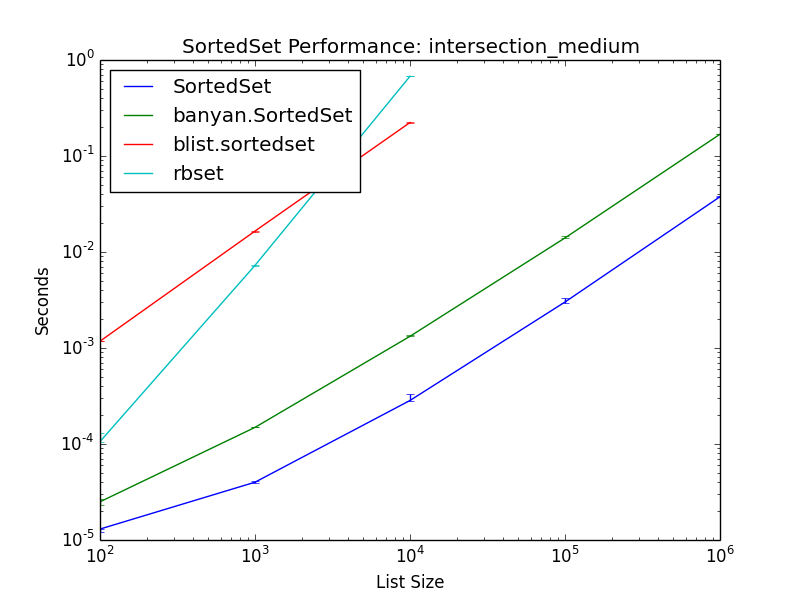 SortedSet Performance: intersection_medium
SortedSet
banyan.SortedSet
blist.sortedset
rbset
Seconds
10⁰
10⁻¹
10⁻²
10⁻³
10⁻⁴
10⁻⁵
10² 10³ 10⁴ 10⁵ 10⁶
List Size